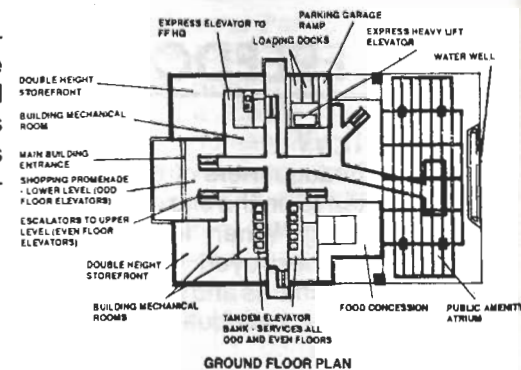 EXPRESS ELEVATOR TO
FF HQ
PARKING GARAGE
RAMP
LOADING DOCKS
EXPRESS HEAVY LIFT
ELEVATOR
WATER WELL
DOUBLE HEIGHT
STOREFRONT
BUILDING MECHANICAL
ROOM
MAIN BUILDING
ENTRANCE
SHOPPING PROMENADE
- LOWER LEVEL (ODD
FLOOR ELEVATORS)
ESCALATORS TO UPPER
LEVEL (EVEN FLOOR
ELEVATORS)
DOUBLE HEIGHT
STOREFRONT
BUILDING MECHANICAL
ROOMS
TANDEM ELEVATOR
BANK - SERVICES ALL
ODD AND EVEN FLOORS
FOOD CONCESSION
PUBLIC AMENITY
ATRIUM
GROUND FLOOR PLAN